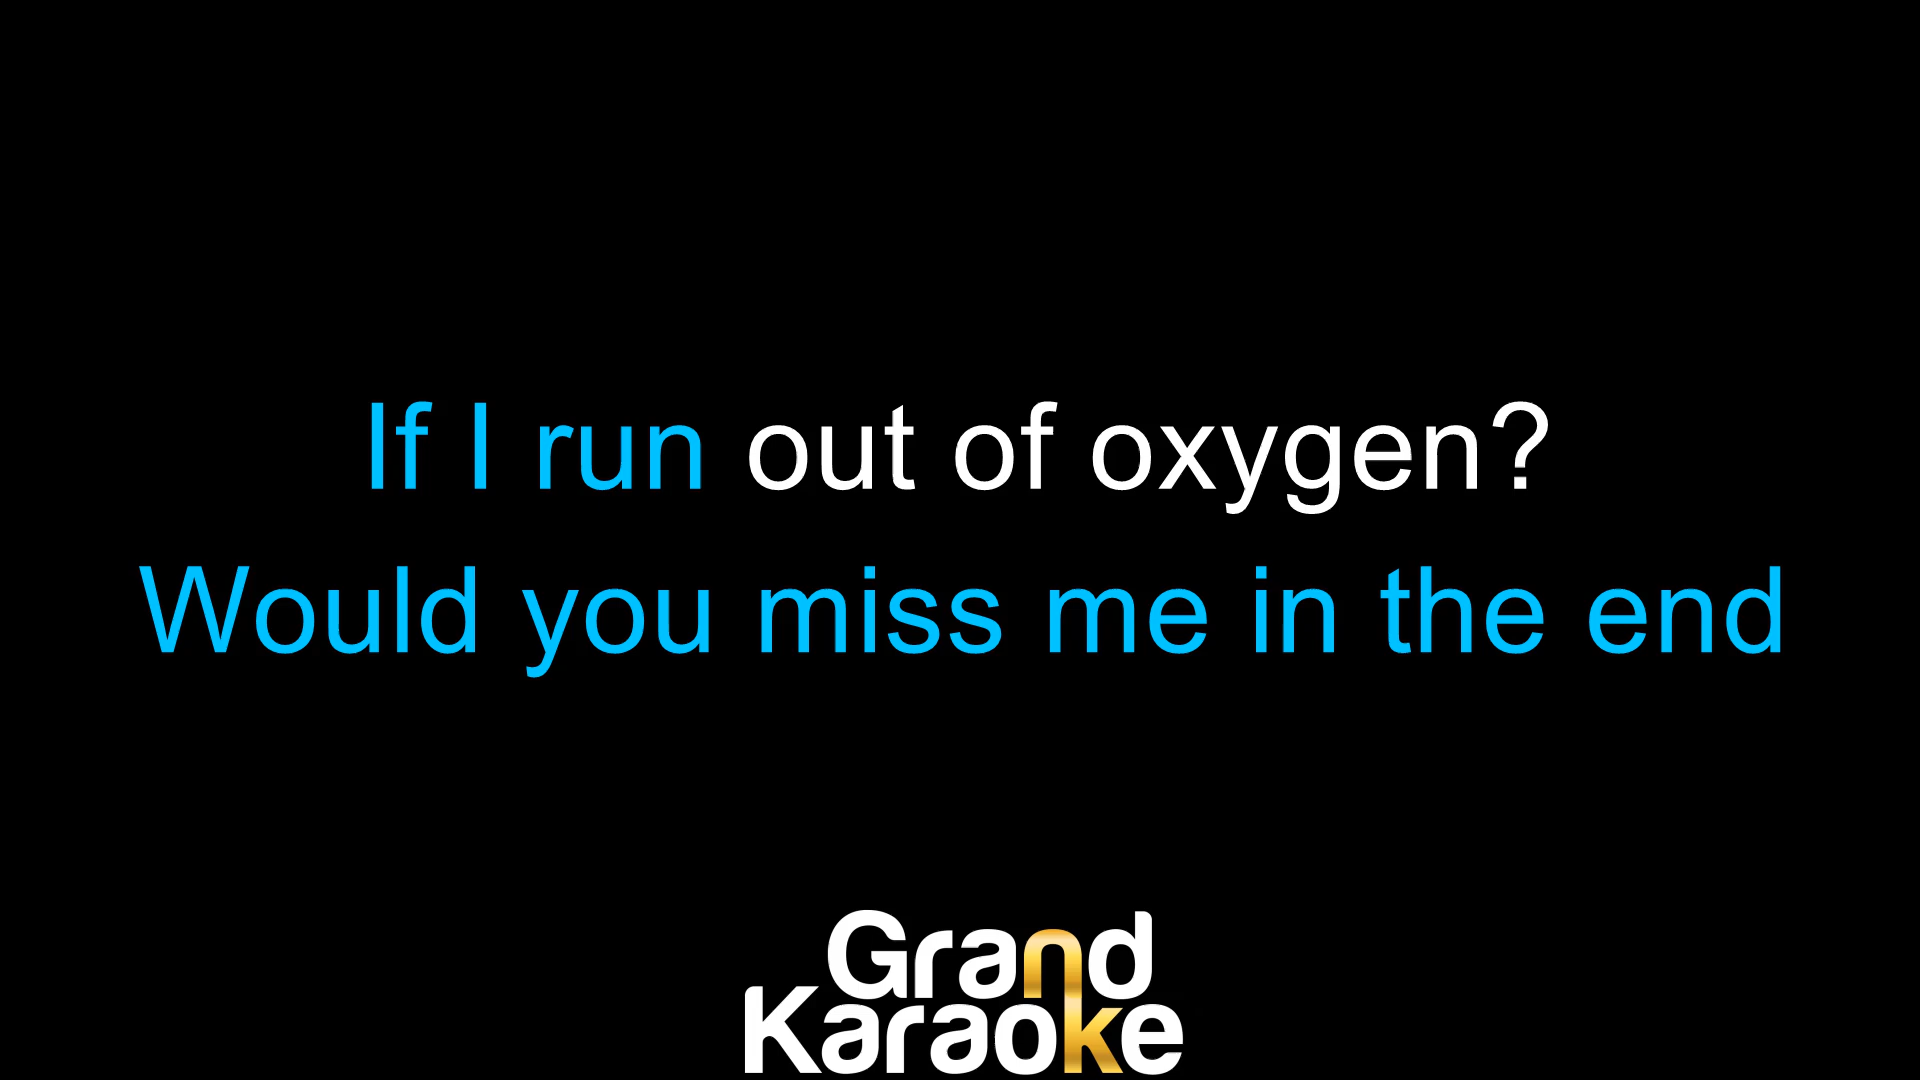 If I run out of oxygen?
Would you miss me in the end
Grand
Karaoke